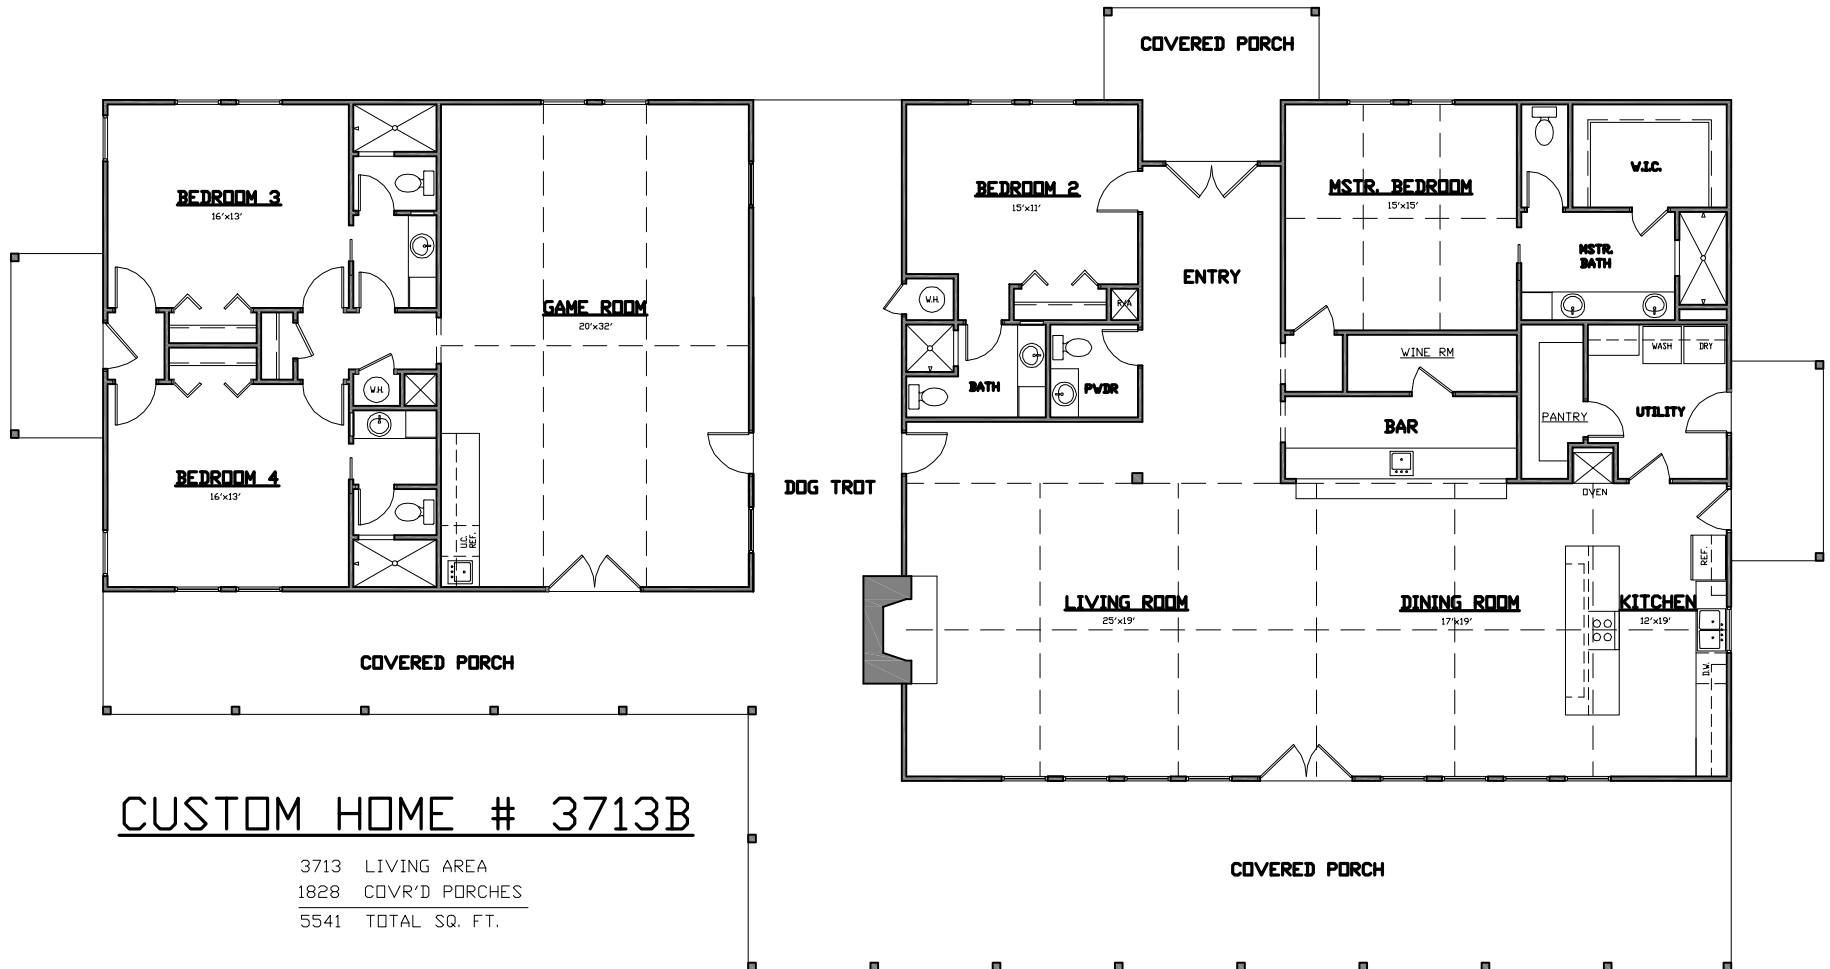 COVERED PORCH
BEDROOM 3
16'x13'
GAME ROOM
20'x32'
W.H.
BEDROOM 4
16'x13'
U.C.
REF.
COVERED PORCH
DOG TROT
BEDROOM 2
15'x11'
ENTRY
W.H.
R/A
BATH
PWDR
MSTR. BEDROOM
15'x15'
W.I.C.
MSTR.
BATH
WINE RM
WASH
DRY
BAR
PANTRY
UTILITY
OVEN
REF.
LIVING ROOM
25'x19'
DINING ROOM
17'x19'
KITCHEN
12'x19'
D.W.
COVERED PORCH
CUSTOM HOME # 3713B
3713 LIVING AREA
1828 COVR'D PORCHES
5541 TOTAL SQ. FT.